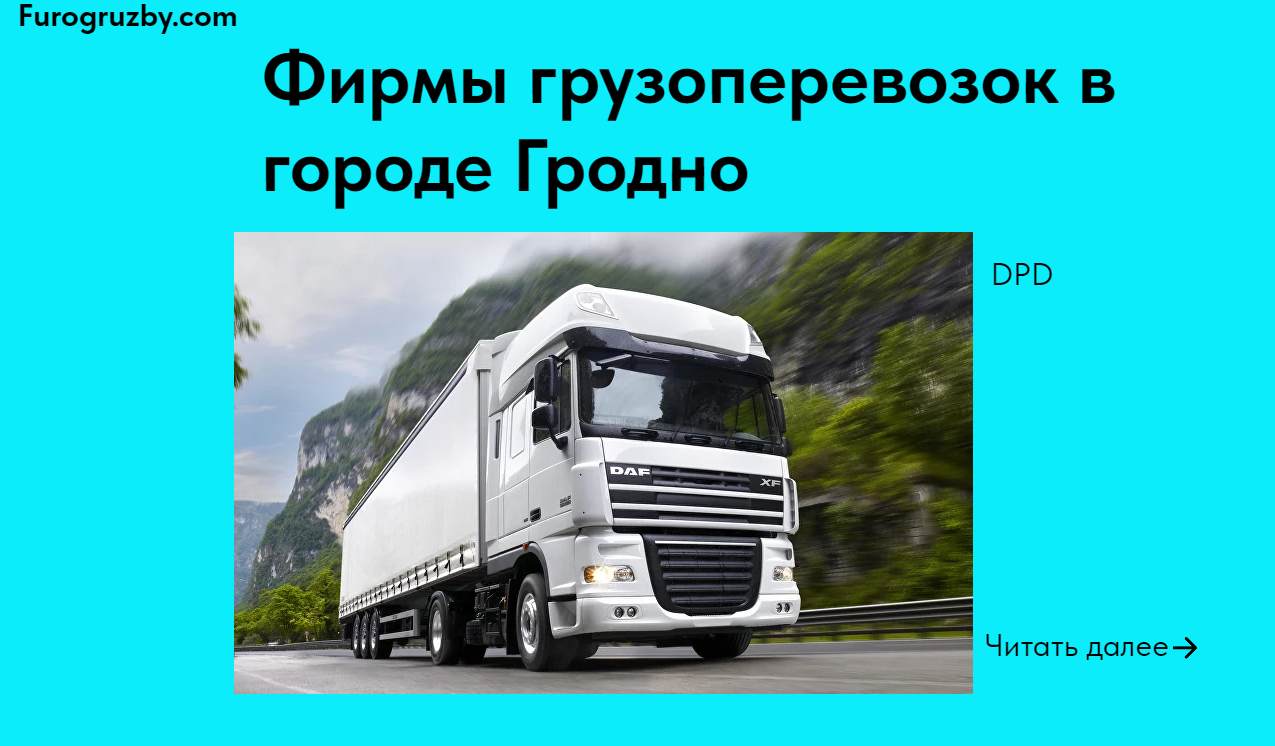 Furogruzby.com
Фирмы грузоперевозок в
городе Гродно
DPD
DAF
XF
Читать далее→